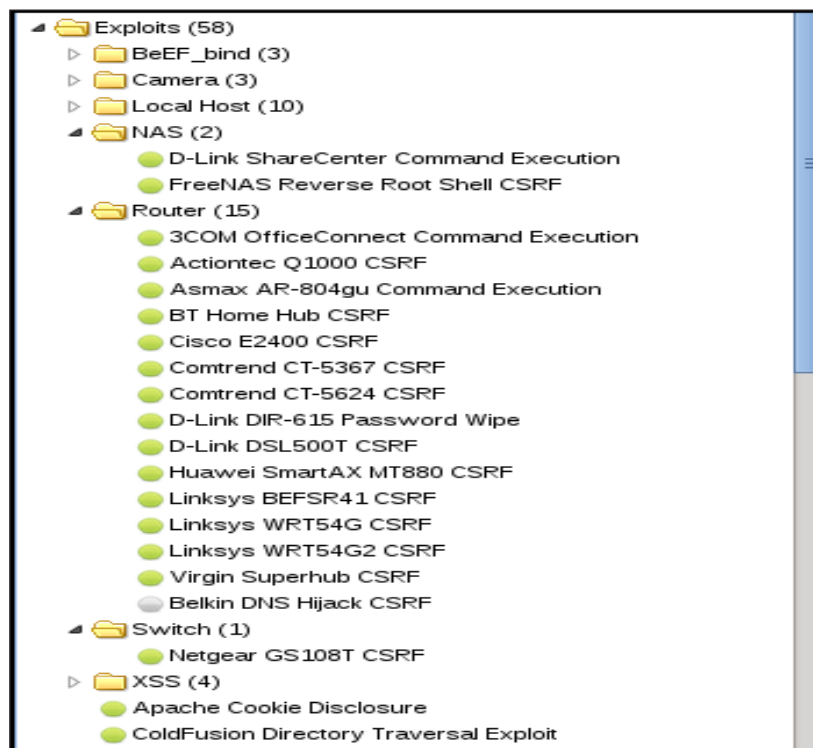 Exploits (58)
BeEF_bind (3)
Camera (3)
Local Host (10)
NAS (2)
D-Link ShareCenter Command Execution
FreeNAS Reverse Root Shell CSRF
Router (15)
3COM OfficeConnect Command Execution
Actiontec Q1000 CSRF
Asmax AR-804gu Command Execution
BT Home Hub CSRF
Cisco E2400 CSRF
Comtrend CT-5367 CSRF
Comtrend CT-5624 CSRF
D-Link DIR-615 Password Wipe
D-Link DSL500T CSRF
Huawei SmartAX MT880 CSRF
Linksys BEFSR41 CSRF
Linksys WRT54G CSRF
Linksys WRT54G2 CSRF
Virgin Superhub CSRF
Belkin DNS Hijack CSRF
Switch (1)
Netgear GS108T CSRF
XSS (4)
Apache Cookie Disclosure
ColdFusion Directory Traversal Exploit